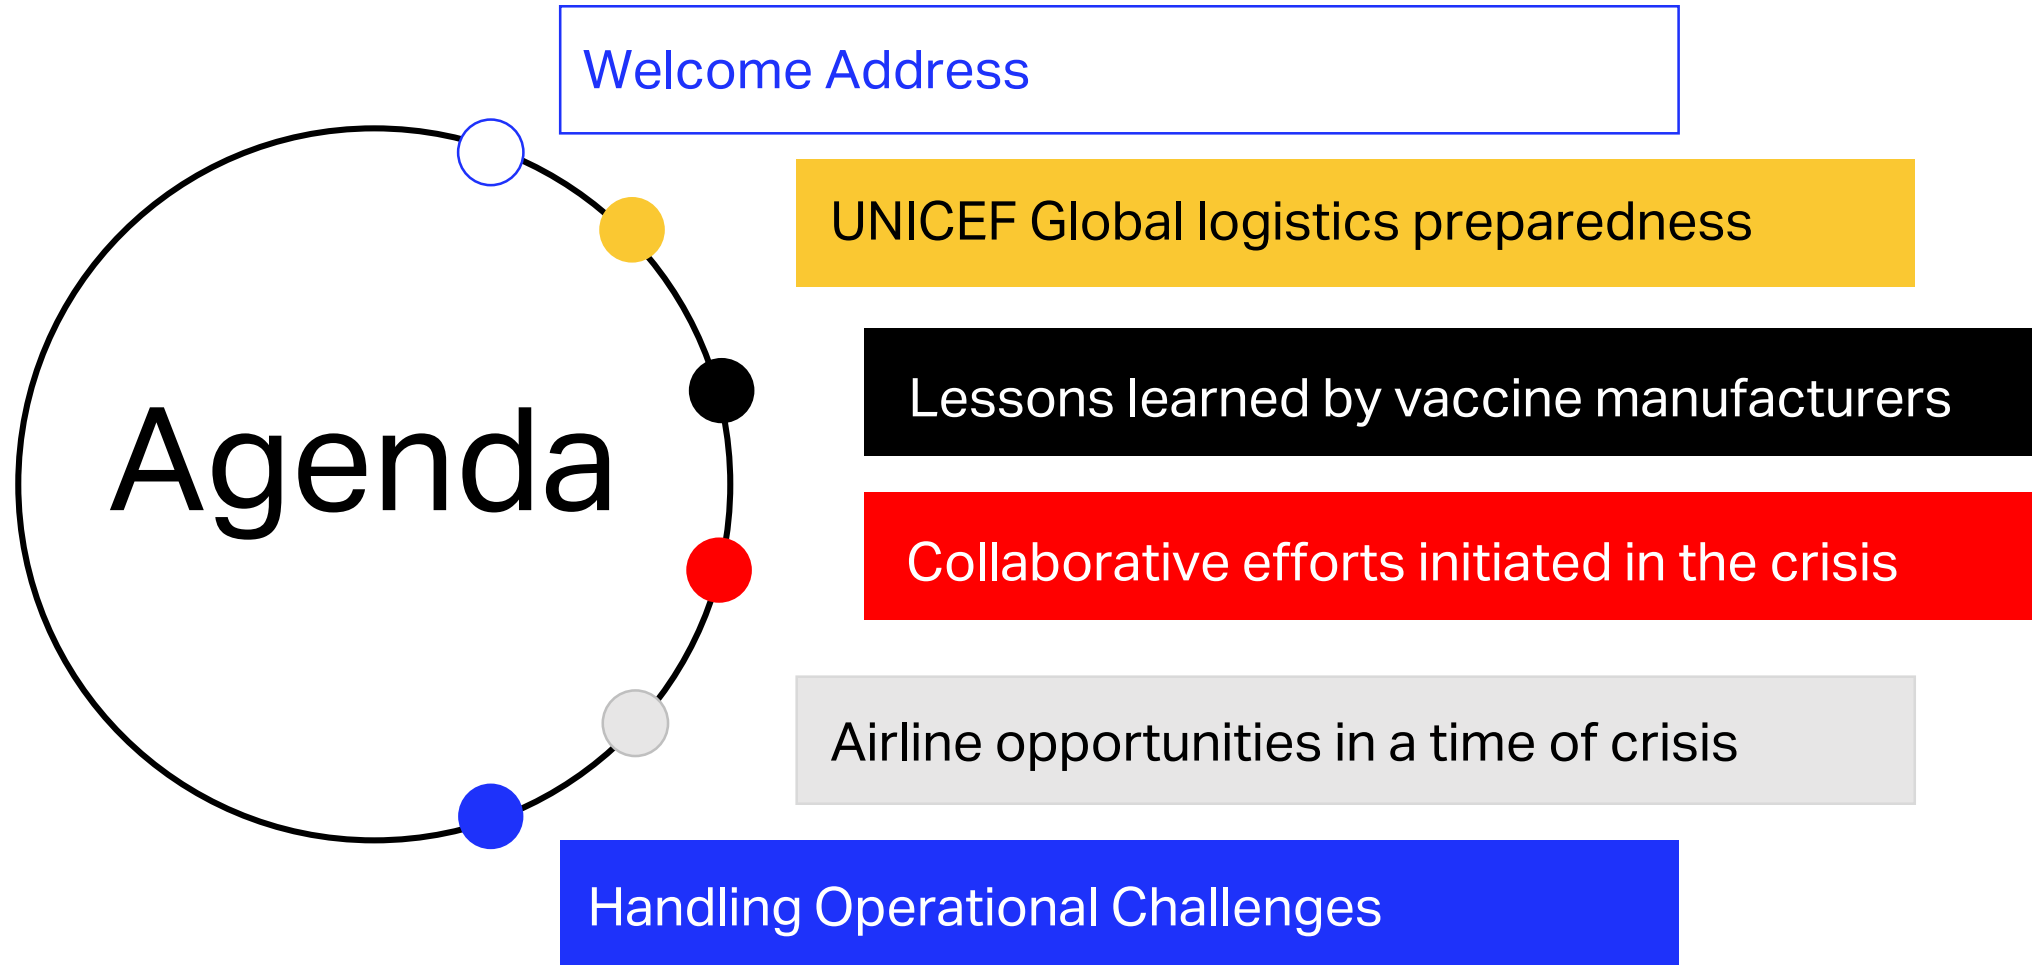 Welcome Address
UNICEF Global logistics preparedness
Lessons learned by vaccine manufacturers
Agenda
Collaborative efforts initiated in the crisis
Airline opportunities in a time of crisis
Handling Operational Challenges